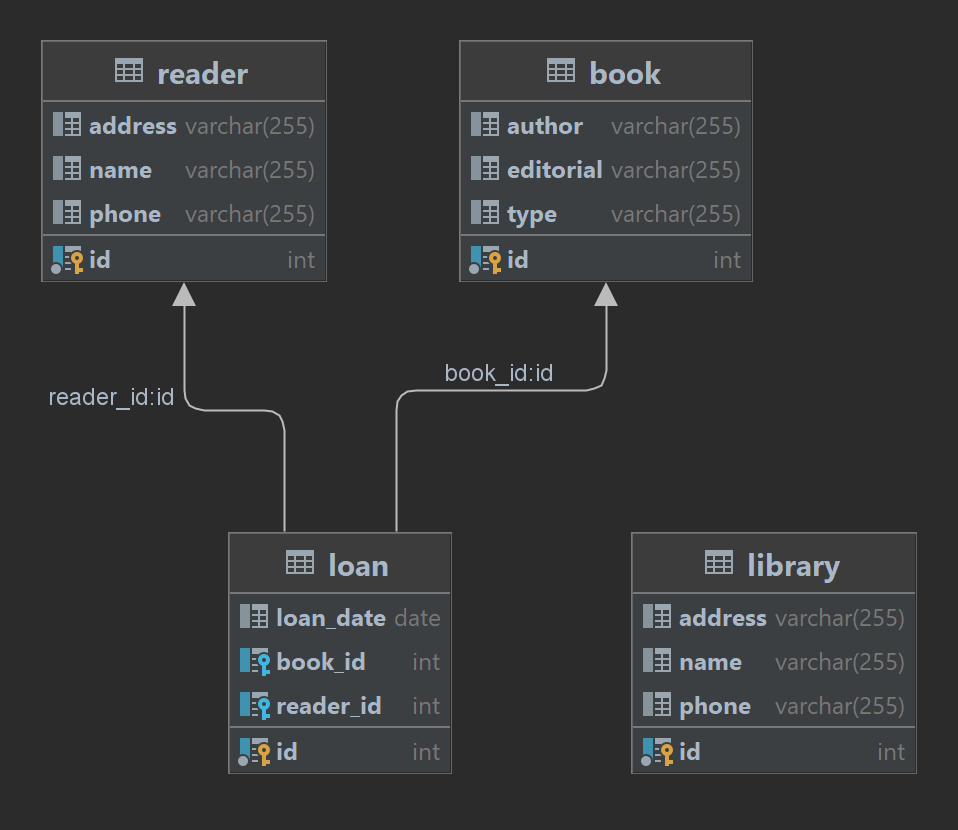 reader
address varchar(255)
name varchar(255)
phone varchar(255)
id int
book
author varchar(255)
editorial varchar(255)
type varchar(255)
id int
reader_id:id
book_id:id
loan
loan_date date
book_id int
reader_id int
id int
library
address varchar(255)
name varchar(255)
phone varchar(255)
id int